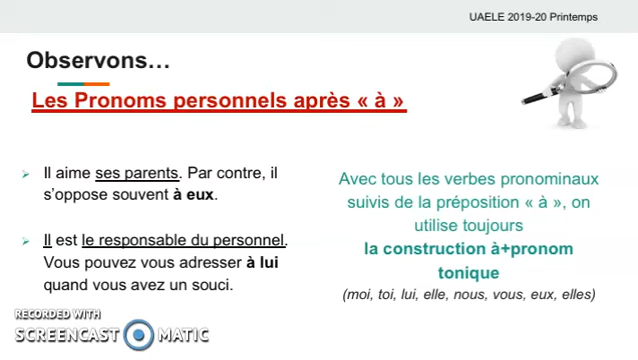 UAELE 2019-20 Printemps
Observons…
Les Pronoms personnels après « à »
Il aime ses parents. Par contre, il
s'oppose souvent à eux.
Il est le responsable du personnel.
Vous pouvez vous adresser à lui
quand vous avez un souci.
Avec tous les verbes pronominaux
suivis de la préposition « à », on
utilise toujours
la construction à+pronom
tonique
(moi, toi, lui, elle, nous, vous, eux, elles)
RECORDED WITH
SCREENCAST MATIC